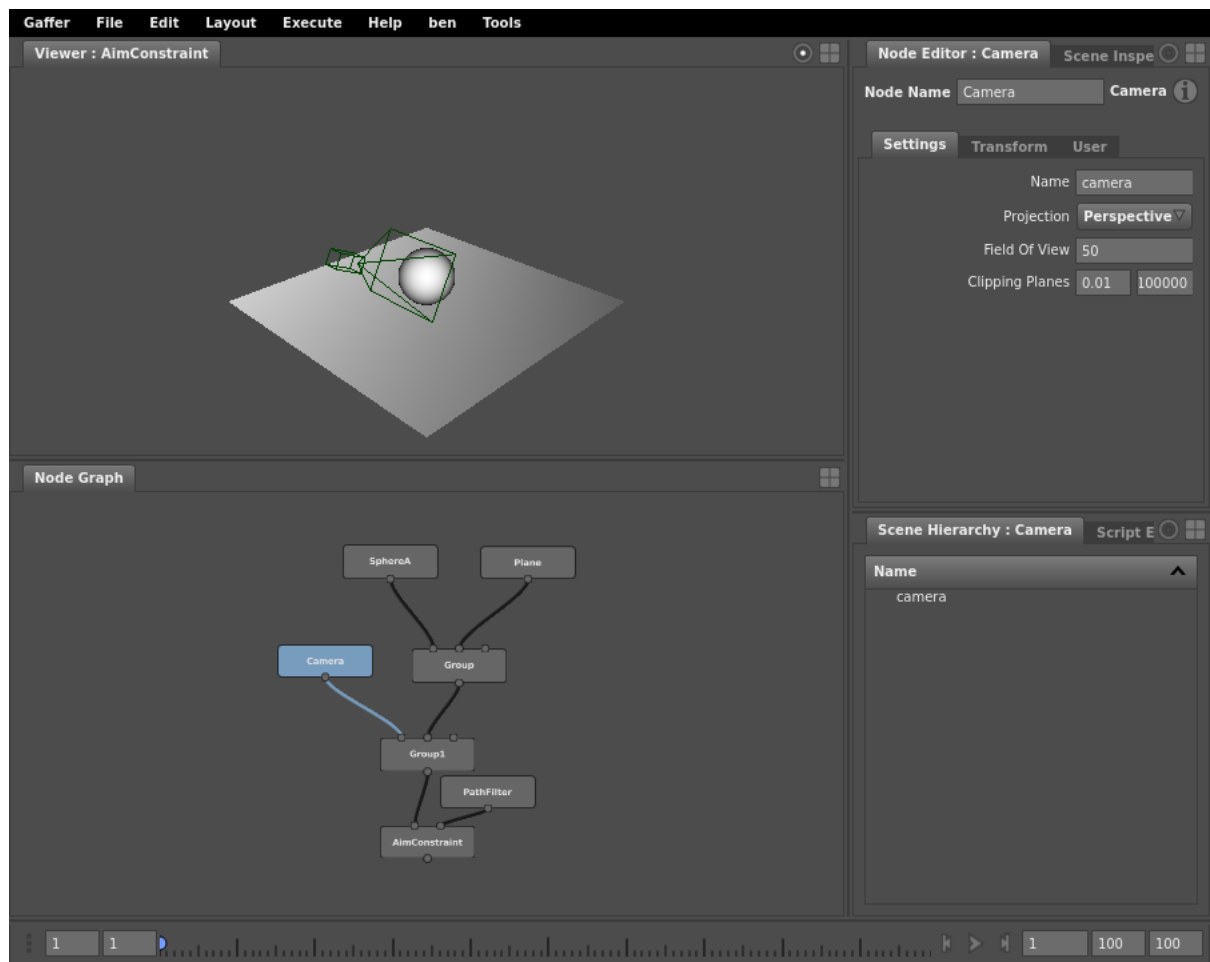 Gaffer File Edit Layout Execute Help ben Tools
Viewer : AimConstraint
Node Editor : Camera Scene Inspe
Node Name Camera Camera
Settings Transform User
Name camera
Projection Perspective
Field Of View 50
Clipping Planes 0.01 100000
Node Graph
SphereA Plane
Camera Group
Group1
PathFilter
AimConstraint
Scene Hierarchy : Camera Script E
Name
camera
1 1 1 100 100